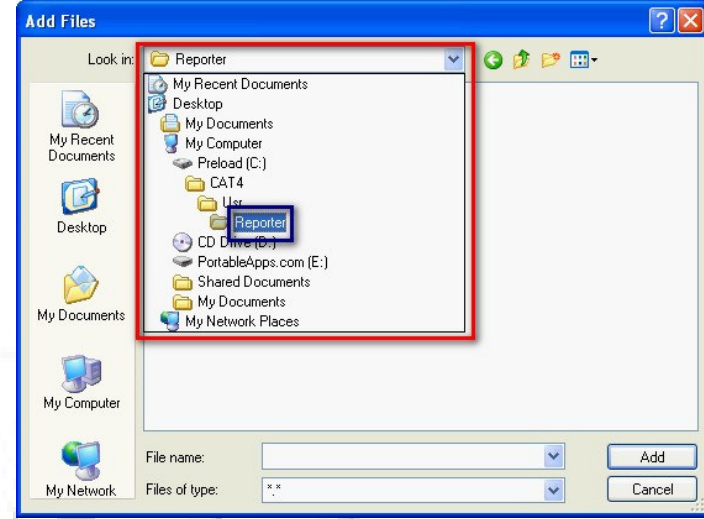 Add Files
Look in:
Reporter
My Recent Documents
Desktop
My Documents
My Computer
Preload (C:)
CAT4
Usr
Reporter
CD Drive (D:)
PortableApps.com (E:)
Shared Documents
My Documents
My Network Places
My Recent
Documents
Desktop
My Documents
My Computer
My Network
File name:
Add
Files of type:
*.*
Cancel